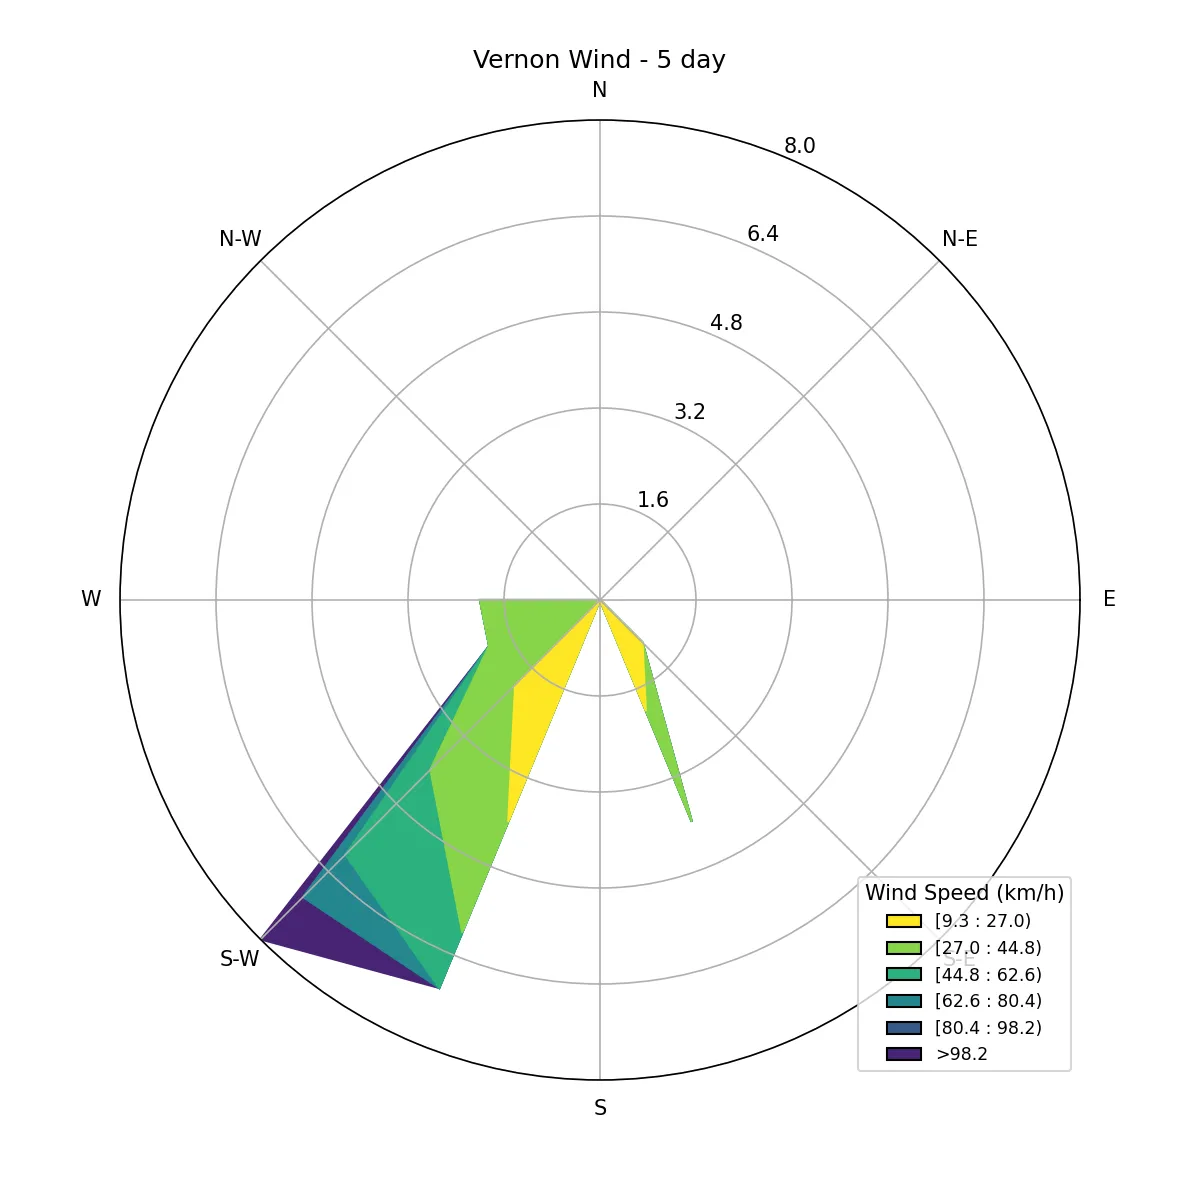 Vernon Wind - 5 day
N
8.0
N-W
6.4
N-E
4.8
3.2
1.6
W
E
Wind Speed (km/h)
[9.3 : 27.0)
[27.0 : 44.8)
S-W
S-E
[44.8 : 62.6)
[62.6 : 80.4)
[80.4 : 98.2)
>98.2
S